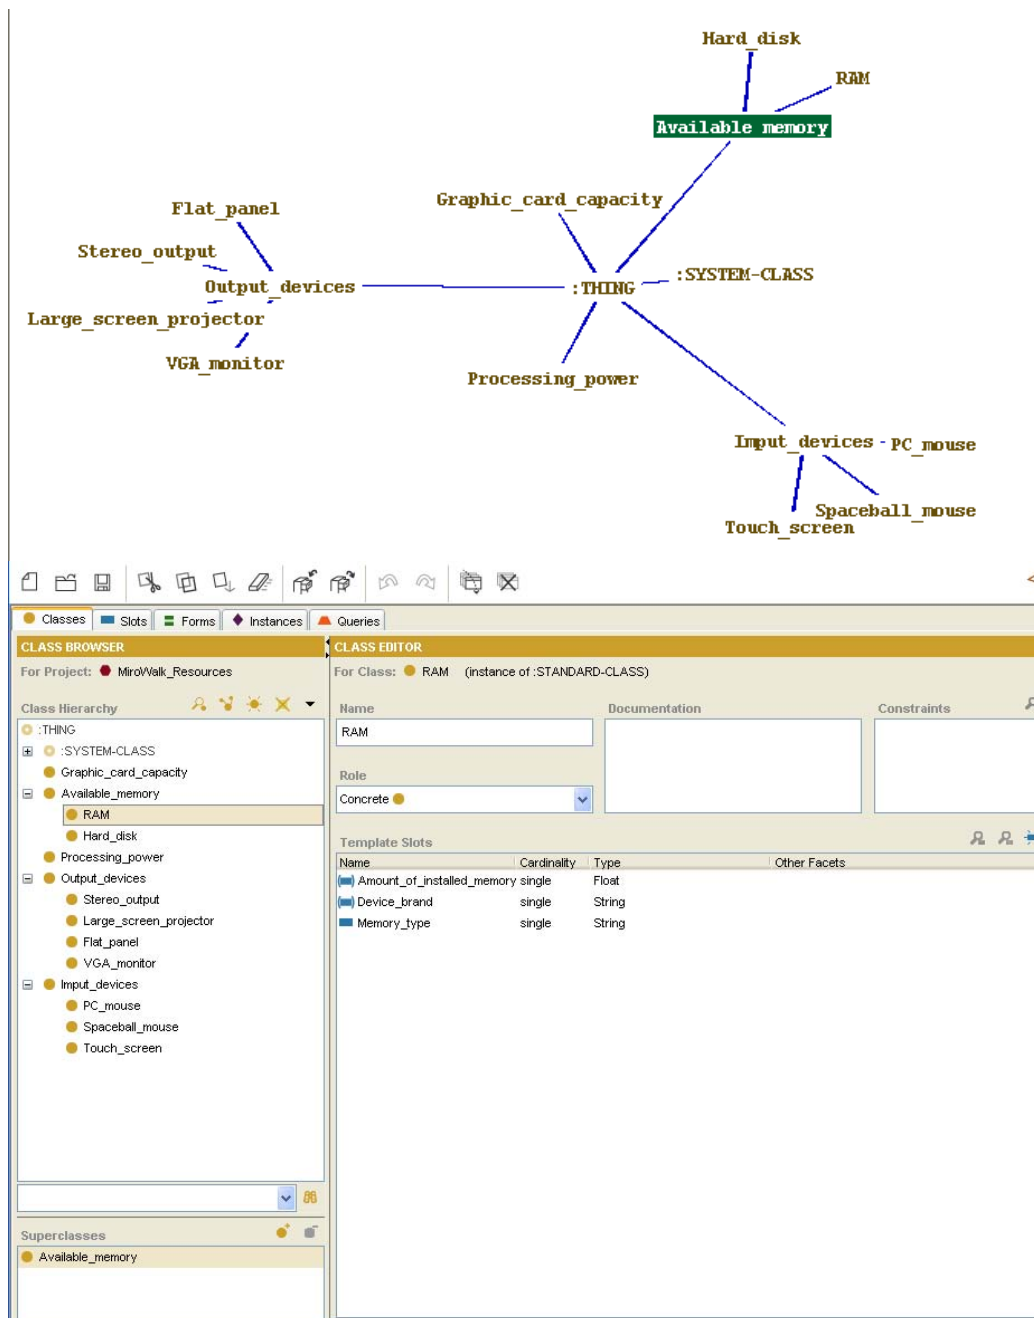 Hard_disk
RAM
Available memory
Graphic_card_capacity
Flat_panel
Stereo_output
:SYSTEM-CLASS
Output_devices
:THING
Large_screen_projector
VGA_monitor
Processing_power
Imput_devices
PC_mouse
Spaceball_mouse
Touch_screen
Classes Slots Forms Instances Queries
CLASS BROWSER
CLASS EDITOR
For Project: MiroWalk_Resources
For Class: RAM (instance of :STANDARD-CLASS)
Class Hierarchy
Name Documentation Constraints
RAM
Role
Concrete
:THING
:SYSTEM-CLASS
Graphic_card_capacity
Available_memory
RAM
Hard_disk
Processing_power
Output_devices
Stereo_output
Large_screen_projector
Flat_panel
VGA_monitor
Imput_devices
PC_mouse
Spaceball_mouse
Touch_screen
Template Slots
Name Cardinality Type Other Facets
Amount_of_installed_memory single Float
Device_brand single String
Memory_type single String
Superclasses
Available_memory